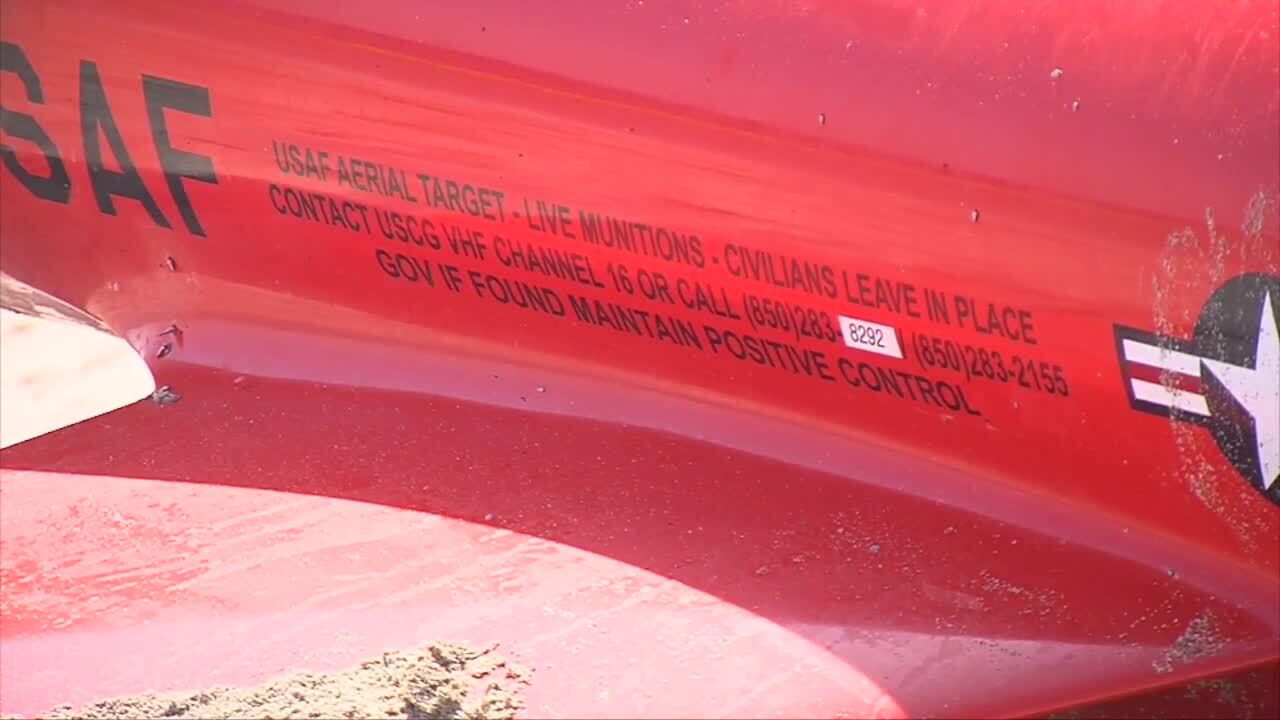 SAF
USAF AERIAL TARGET - LIVE MUNITIONS - CIVILIANS LEAVE IN PLACE
CONTACT USCG VHF CHANNEL 16 OR CALL (850)283-8292 / (850)283-2155
GOV IF FOUND MAINTAIN POSITIVE CONTROL